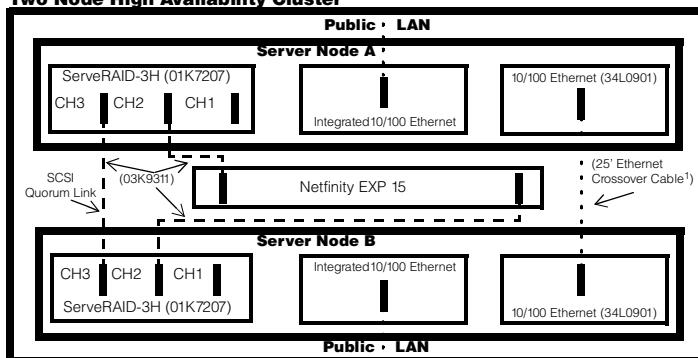 Two Node High Availability Cluster
Public LAN
Server Node A
ServeRAID-3H (01K7207)
CH3 CH2 CH1
Integrated10/100 Ethernet
10/100 Ethernet (34L0901)
SCSI
Quorum Link
(03K9311)
Netfinity EXP 15
(25' Ethernet
Crossover Cable1)
Server Node B
CH3 CH2 CH1
ServeRAID-3H (01K7207)
Integrated10/100 Ethernet
10/100 Ethernet (34L0901)
Public LAN